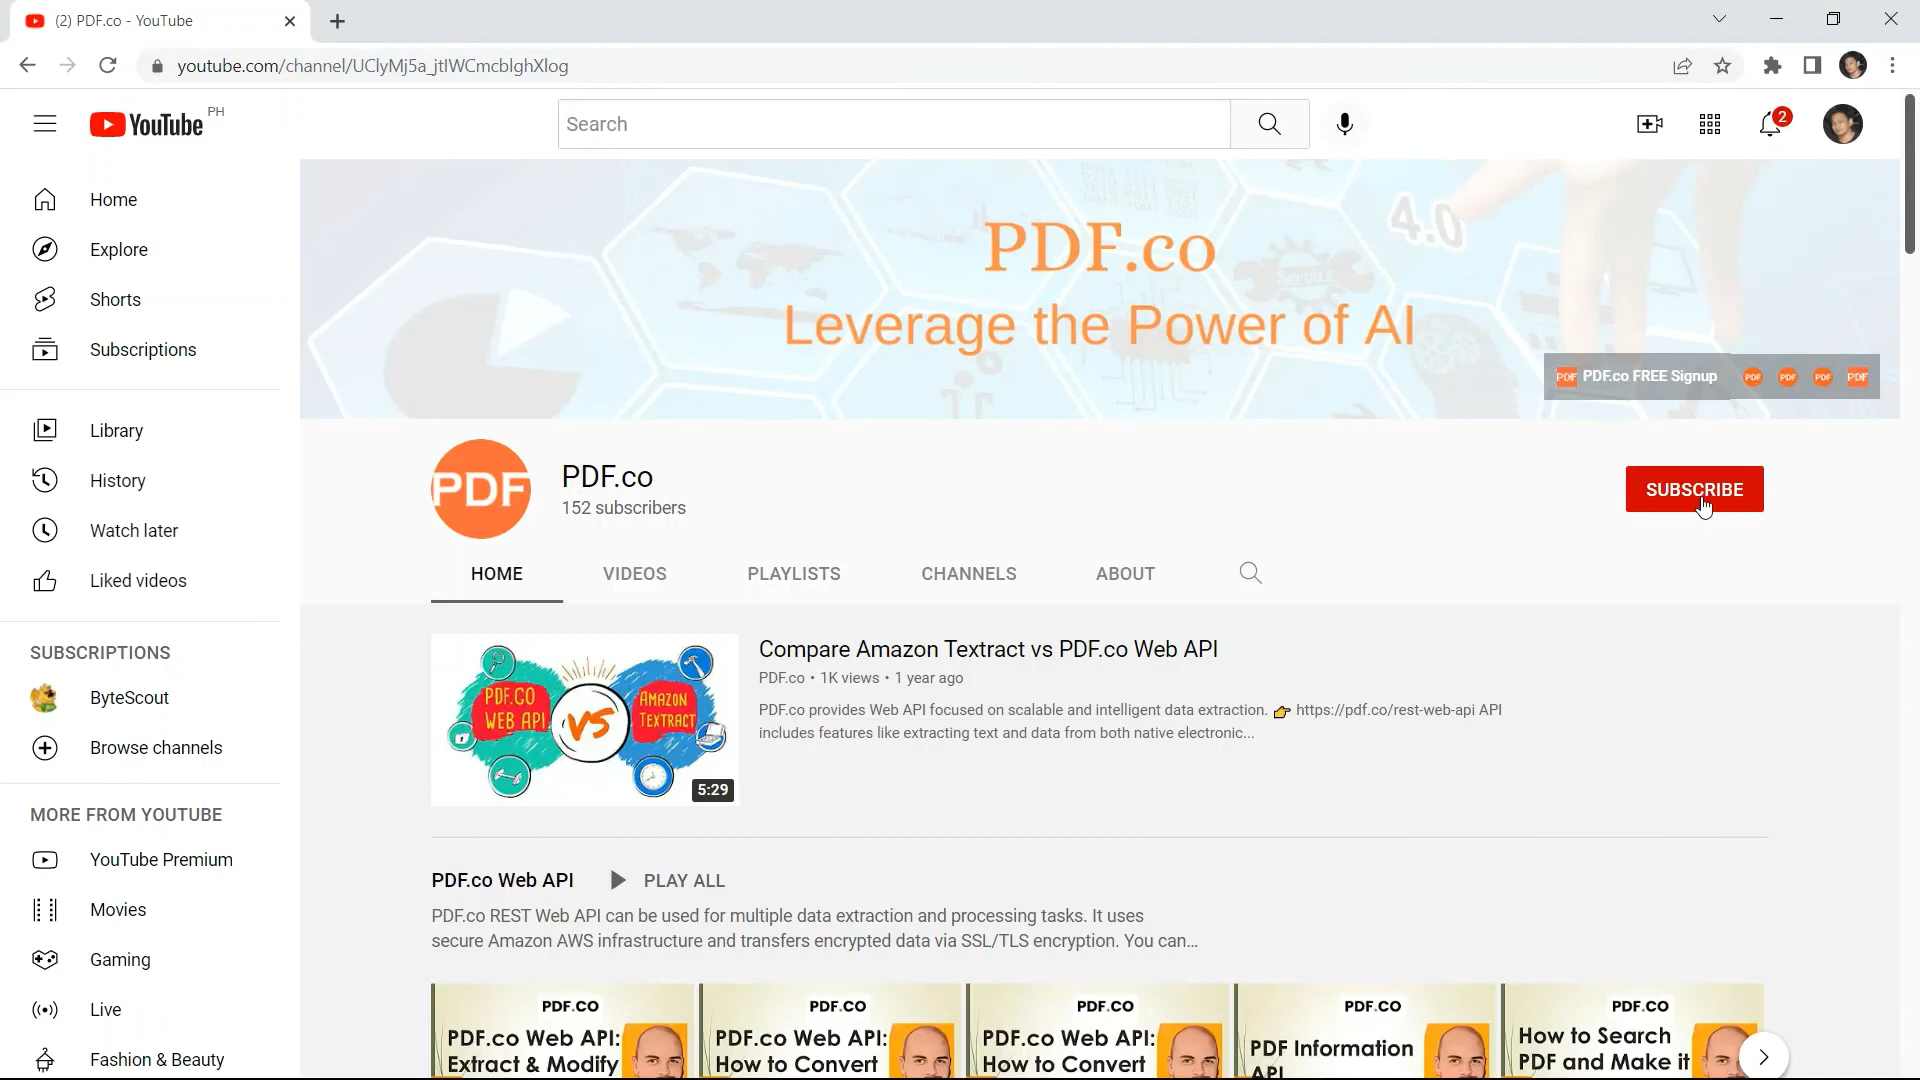 (2) PDF.co - YouTube
youtube.com/channel/UClyMj5a_jtIWCmcblghXlog
YouTube PH
Search
2
Home
Explore
Shorts
Subscriptions
Library
History
Watch later
Liked videos
SUBSCRIPTIONS
ByteScout
Browse channels
MORE FROM YOUTUBE
YouTube Premium
Movies
Gaming
Live
Fashion & Beauty
4.0
PDF.co
Service
Leverage the Power of AI
PDF PDF.co FREE Signup PDF PDF PDF PDF
PDF
PDF.co
152 subscribers
SUBSCRIBE
HOME VIDEOS PLAYLISTS CHANNELS ABOUT
PDF.CO
WEB API
VS
AMAZON
TEXTRACT
5:29
Compare Amazon Textract vs PDF.co Web API
PDF.co • 1K views • 1 year ago
PDF.co provides Web API focused on scalable and intelligent data extraction. 👉 https://pdf.co/rest-web-api API
includes features like extracting text and data from both native electronic...
PDF.co Web API PLAY ALL
PDF.co REST Web API can be used for multiple data extraction and processing tasks. It uses
secure Amazon AWS infrastructure and transfers encrypted data via SSL/TLS encryption. You can...
PDF.CO
PDF.co Web API:
Extract & Modify
PDF.CO
PDF.co Web API:
How to Convert
PDF.CO
PDF.co Web API:
How to Convert
PDF.CO
PDF Information
API
PDF.CO
How to Search
PDF and Make it